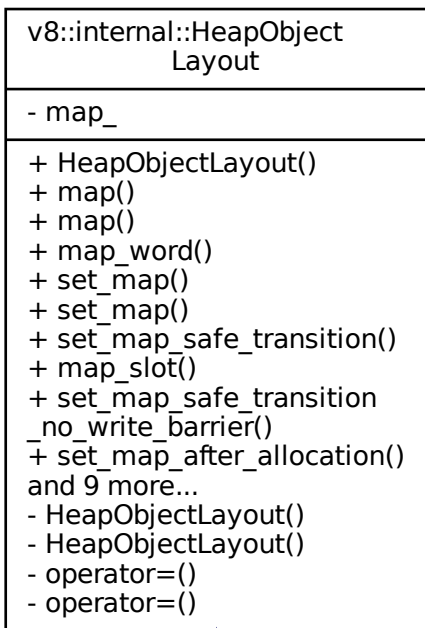 v8::internal::HeapObject
Layout
- map_
+ HeapObjectLayout()
+ map()
+ map()
+ map_word()
+ set_map()
+ set_map()
+ set_map_safe_transition()
+ map_slot()
+ set_map_safe_transition
_no_write_barrier()
+ set_map_after_allocation()
and 9 more...
- HeapObjectLayout()
- HeapObjectLayout()
- operator=()
- operator=()